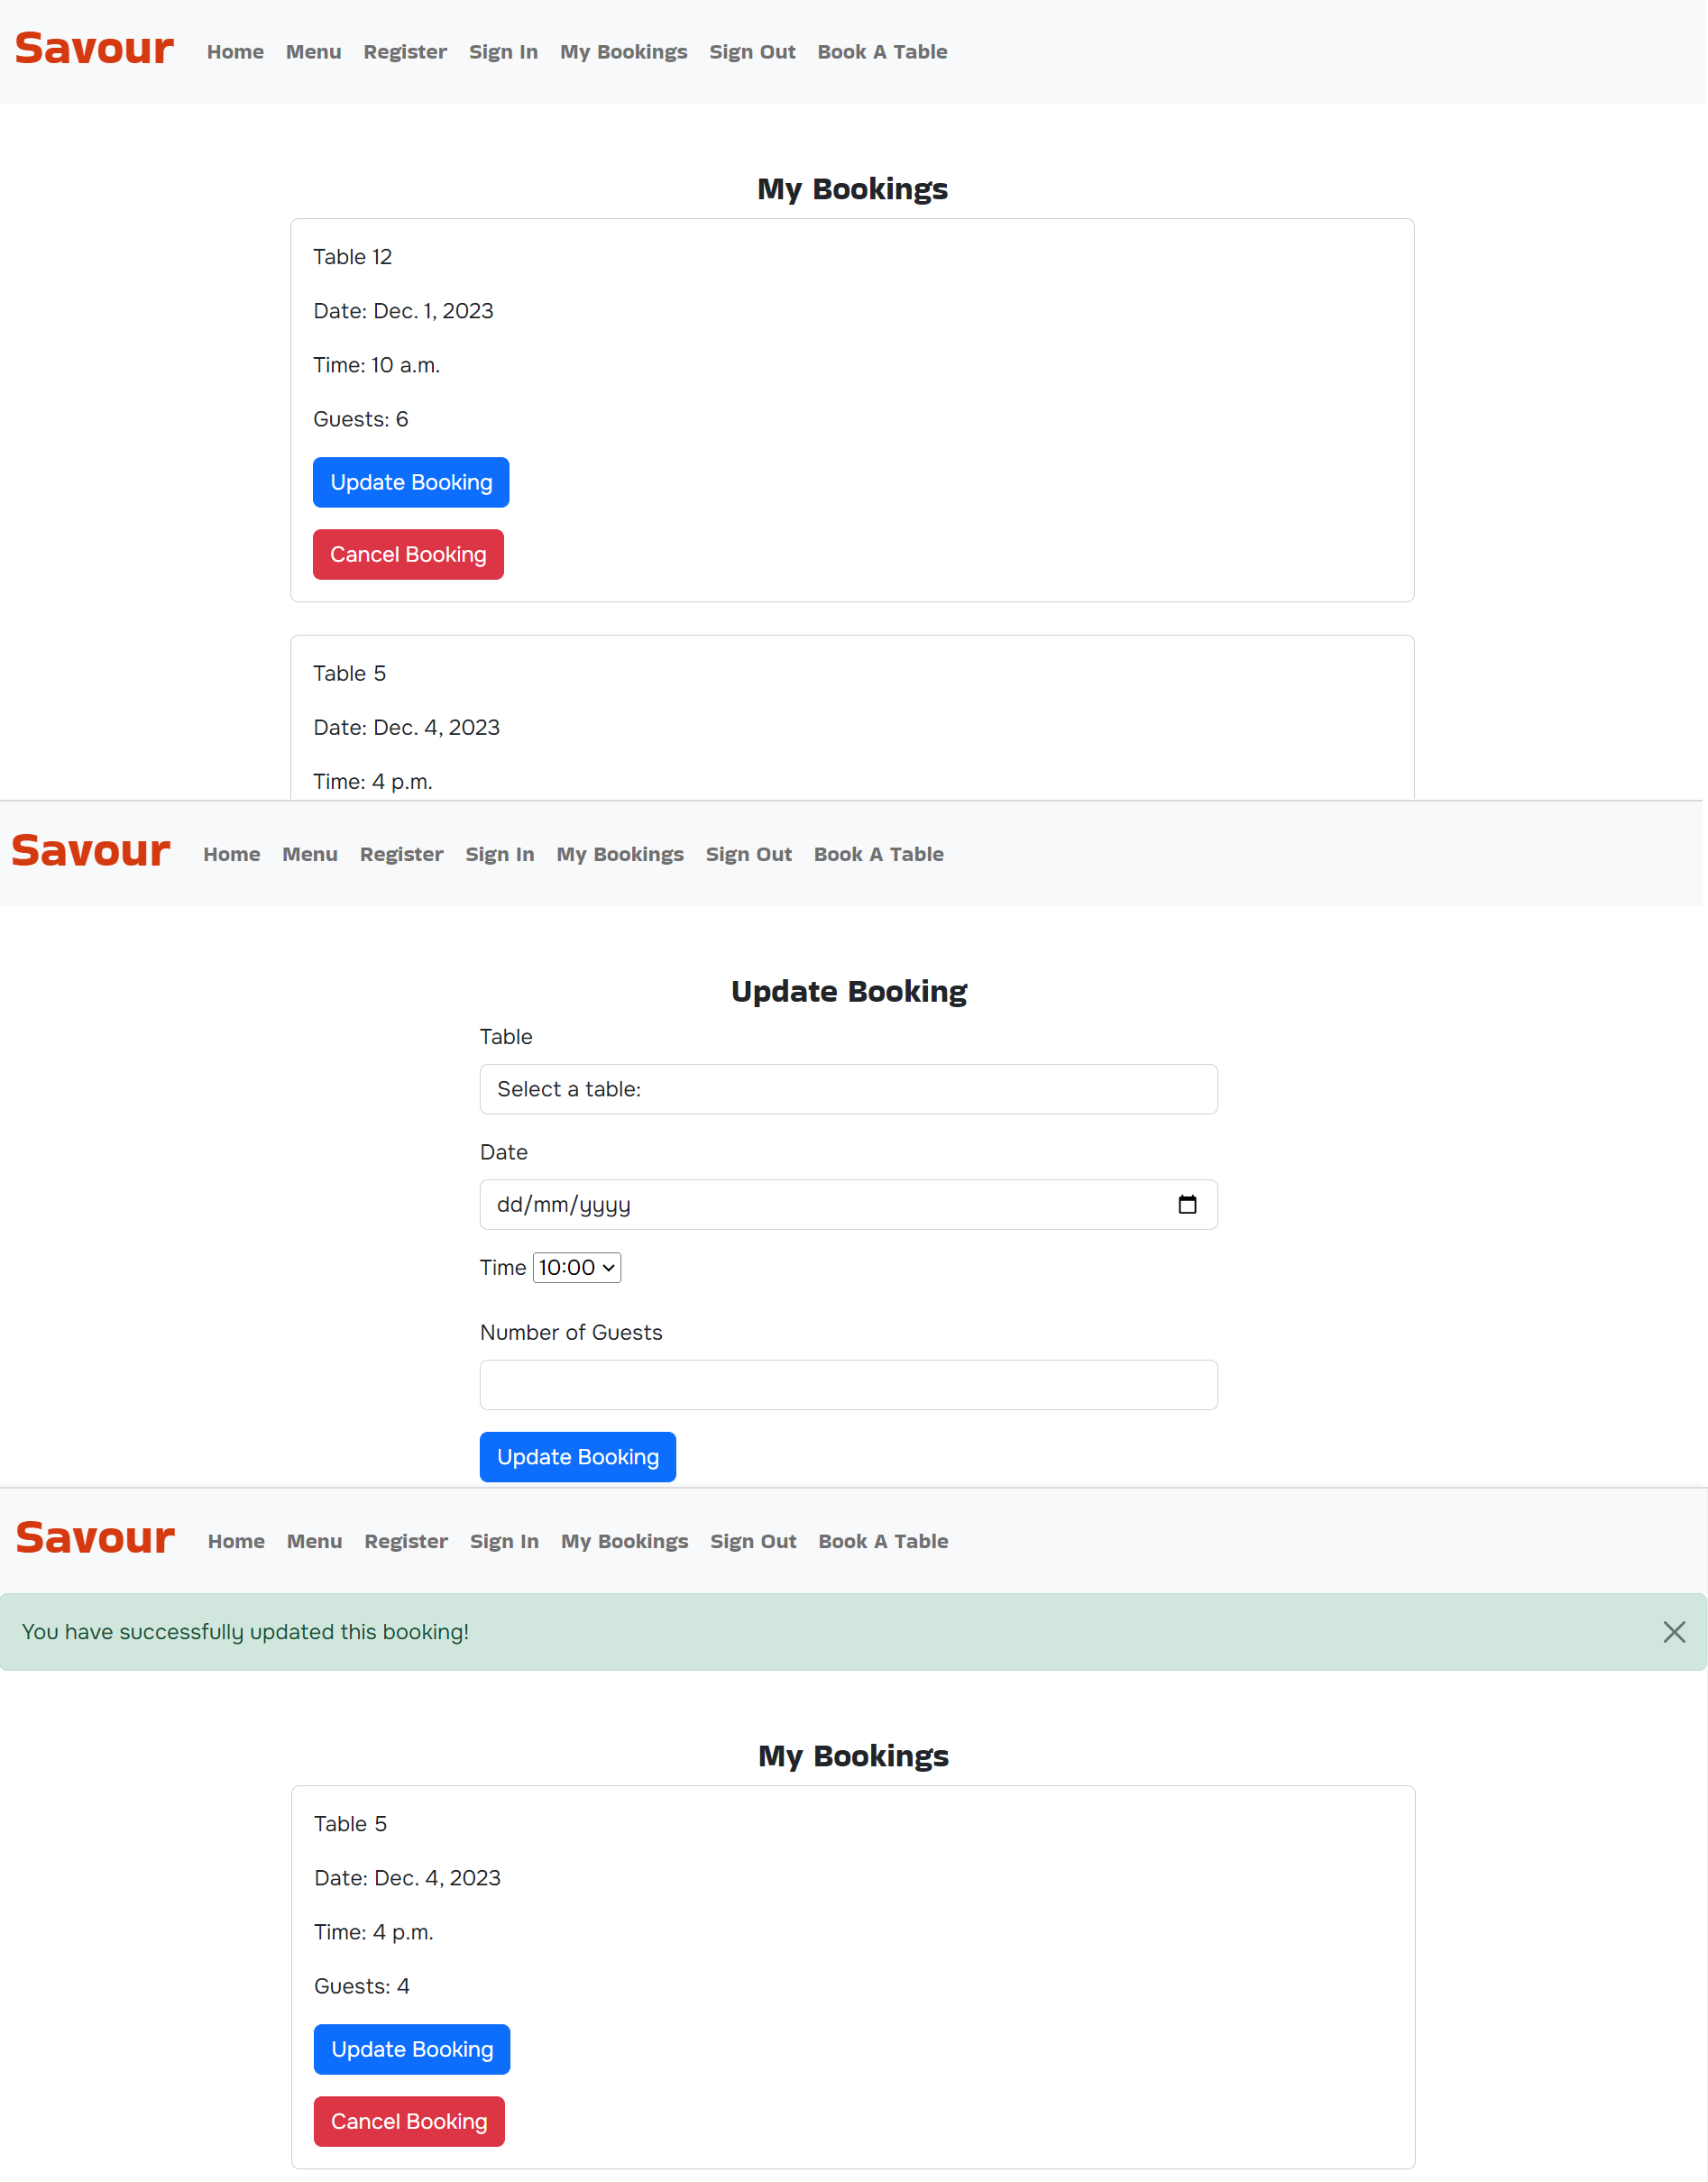 Savour Home Menu Register Sign In My Bookings Sign Out Book A Table
My Bookings
Table 12
Date: Dec. 1, 2023
Time: 10 a.m.
Guests: 6
Update Booking
Cancel Booking
Table 5
Date: Dec. 4, 2023
Time: 4 p.m.
Savour Home Menu Register Sign In My Bookings Sign Out Book A Table
Update Booking
Table
Select a table:
Date
dd/mm/yyyy
Time 10:00
Number of Guests
Update Booking
Savour Home Menu Register Sign In My Bookings Sign Out Book A Table
You have successfully updated this booking!
My Bookings
Table 5
Date: Dec. 4, 2023
Time: 4 p.m.
Guests: 4
Update Booking
Cancel Booking